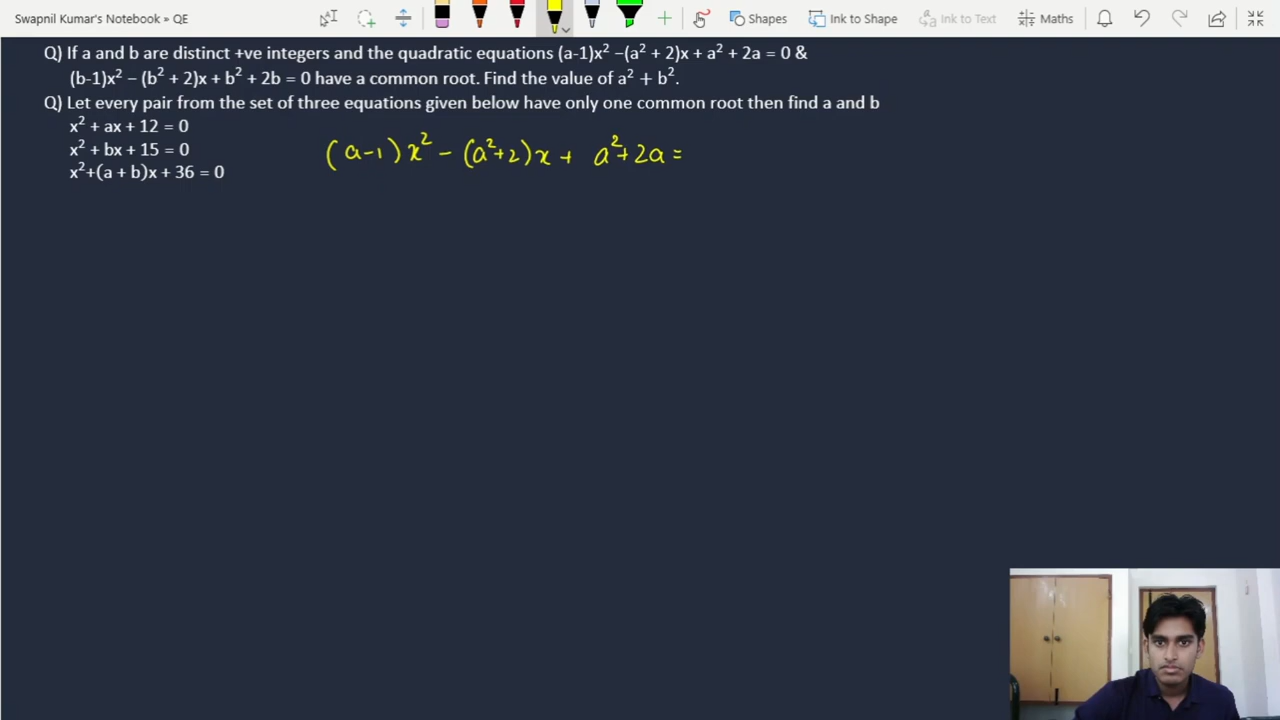 Swapnil Kumar's Notebook » QE
Shapes
Ink to Shape
Ink to Text
Maths
Q) If a and b are distinct +ve integers and the quadratic equations (a-1)x² −(a² + 2)x + a² + 2a = 0 &
(b-1)x² − (b² + 2)x + b² + 2b = 0 have a common root. Find the value of a² + b².
Q) Let every pair from the set of three equations given below have only one common root then find a and b
x² + ax + 12 = 0
x² + bx + 15 = 0
x²+(a + b)x + 36 = 0
(a-1)x² - (a²+2)x + a²+2a =